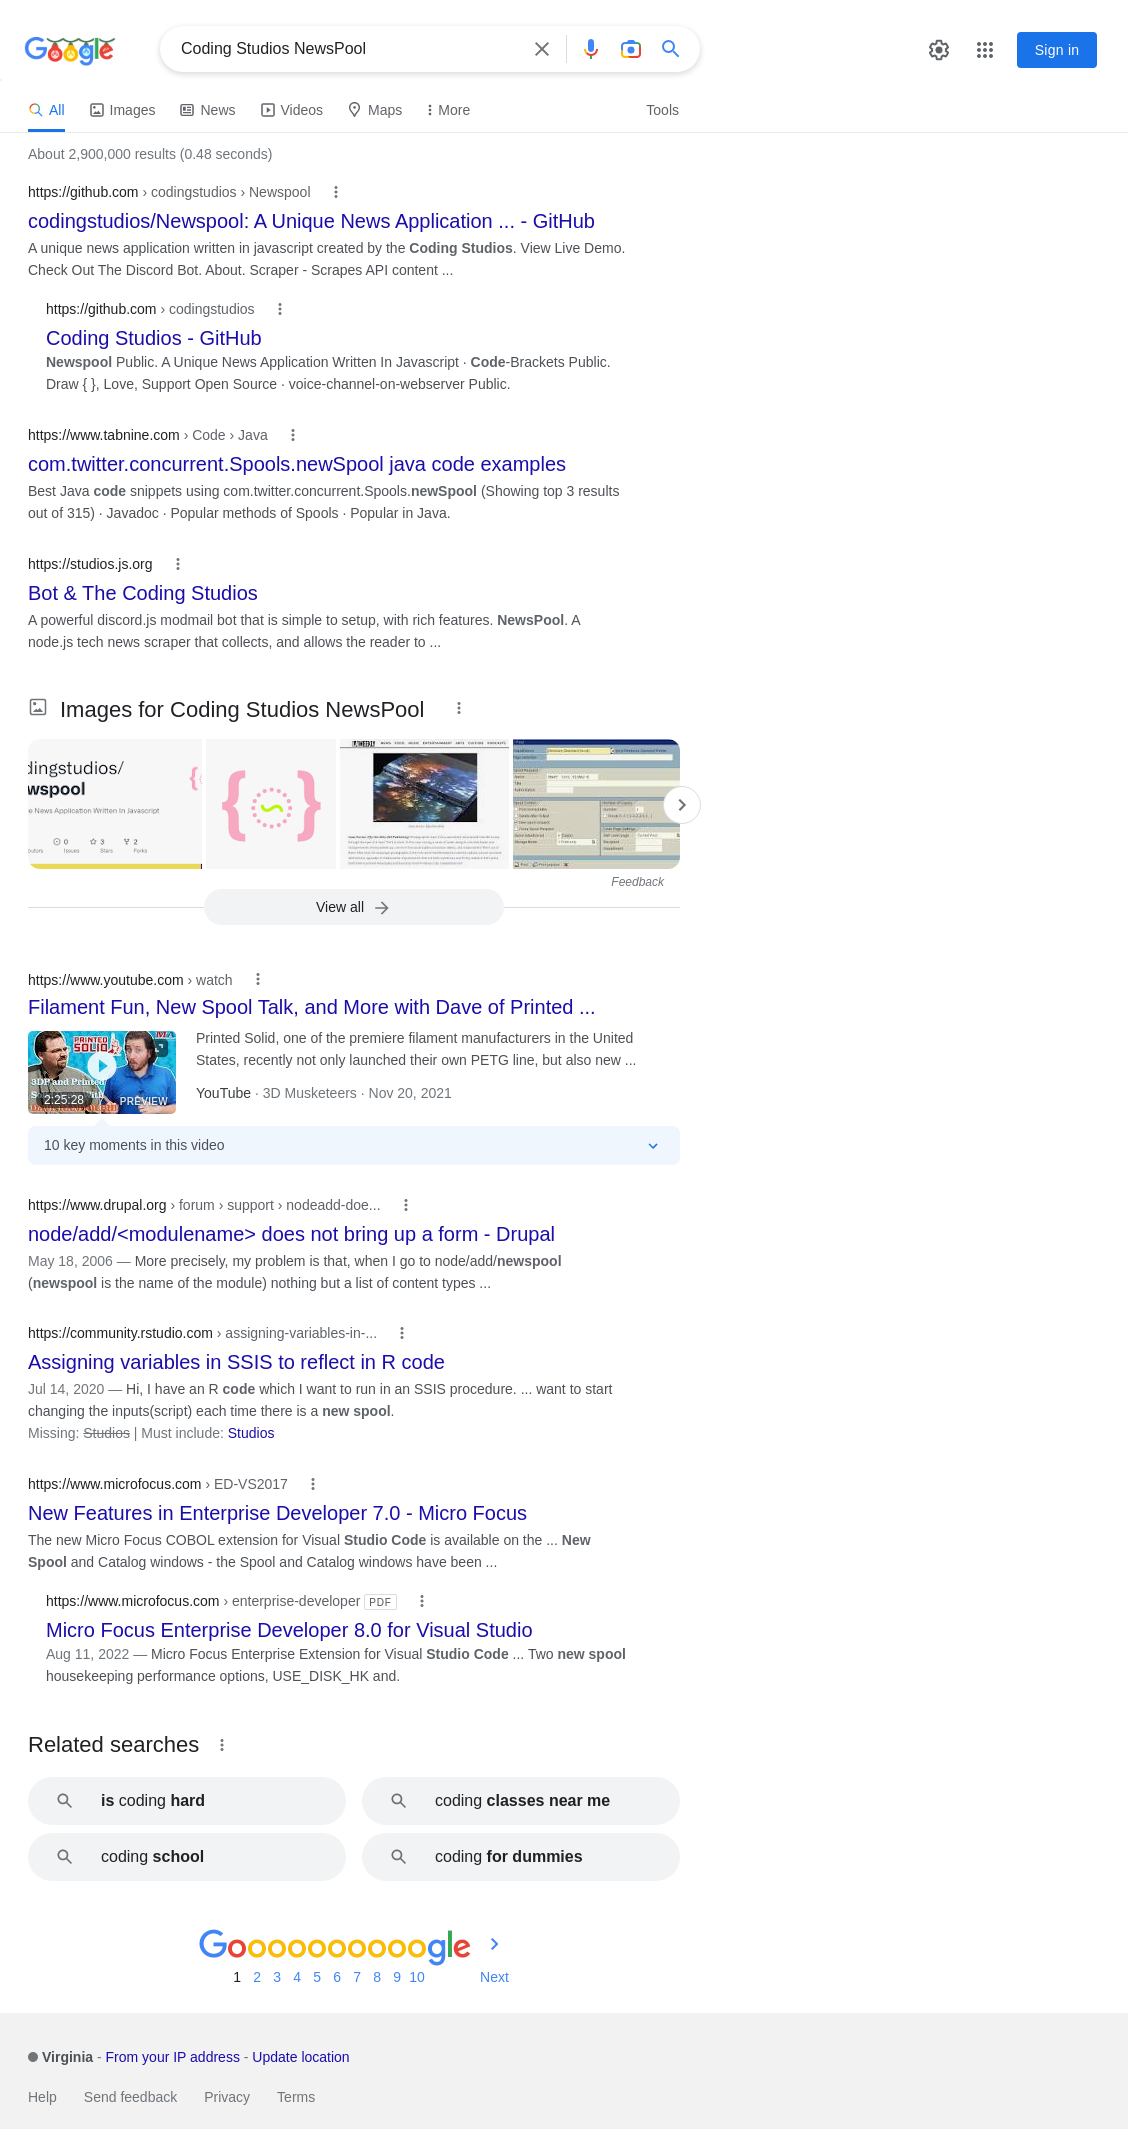 Google
Coding Studios NewsPool
Sign in
All
Images
News
Videos
Maps
More
Tools
About 2,900,000 results (0.48 seconds)
https://github.com › codingstudios › Newspool
codingstudios/Newspool: A Unique News Application ... - GitHub
A unique news application written in javascript created by the Coding Studios. View Live Demo.
Check Out The Discord Bot. About. Scraper - Scrapes API content ...
https://github.com › codingstudios
Coding Studios - GitHub
Newspool Public. A Unique News Application Written In Javascript · Code-Brackets Public.
Draw { }, Love, Support Open Source · voice-channel-on-webserver Public.
https://www.tabnine.com › Code › Java
com.twitter.concurrent.Spools.newSpool java code examples
Best Java code snippets using com.twitter.concurrent.Spools.newSpool (Showing top 3 results
out of 315) · Javadoc · Popular methods of Spools · Popular in Java.
https://studios.js.org
Bot & The Coding Studios
A powerful discord.js modmail bot that is simple to setup, with rich features. NewsPool. A
node.js tech news scraper that collects, and allows the reader to ...
Images for Coding Studios NewsPool
dingstudios/
wspool
e News Application Written In Javascript
0
3
2
Issues
Stars
Forks
Feedback
View all
https://www.youtube.com › watch
Filament Fun, New Spool Talk, and More with Dave of Printed ...
PRINTED
SOLID
3DP and Printed
2:25:28
PREVIEW
Printed Solid, one of the premiere filament manufacturers in the United
States, recently not only launched their own PETG line, but also new ...
YouTube · 3D Musketeers · Nov 20, 2021
10 key moments in this video
https://www.drupal.org › forum › support › nodeadd-doe...
node/add/<modulename> does not bring up a form - Drupal
May 18, 2006 — More precisely, my problem is that, when I go to node/add/newspool
(newspool is the name of the module) nothing but a list of content types ...
https://community.rstudio.com › assigning-variables-in-...
Assigning variables in SSIS to reflect in R code
Jul 14, 2020 — Hi, I have an R code which I want to run in an SSIS procedure. ... want to start
changing the inputs(script) each time there is a new spool.
Missing: Studios | Must include: Studios
https://www.microfocus.com › ED-VS2017
New Features in Enterprise Developer 7.0 - Micro Focus
The new Micro Focus COBOL extension for Visual Studio Code is available on the ... New
Spool and Catalog windows - the Spool and Catalog windows have been ...
https://www.microfocus.com › enterprise-developer PDF
Micro Focus Enterprise Developer 8.0 for Visual Studio
Aug 11, 2022 — Micro Focus Enterprise Extension for Visual Studio Code ... Two new spool
housekeeping performance options, USE_DISK_HK and.
Related searches
is coding hard
coding classes near me
coding school
coding for dummies
Goooooooooogle
1 2 3 4 5 6 7 8 9 10 Next
Virginia - From your IP address - Update location
Help Send feedback Privacy Terms